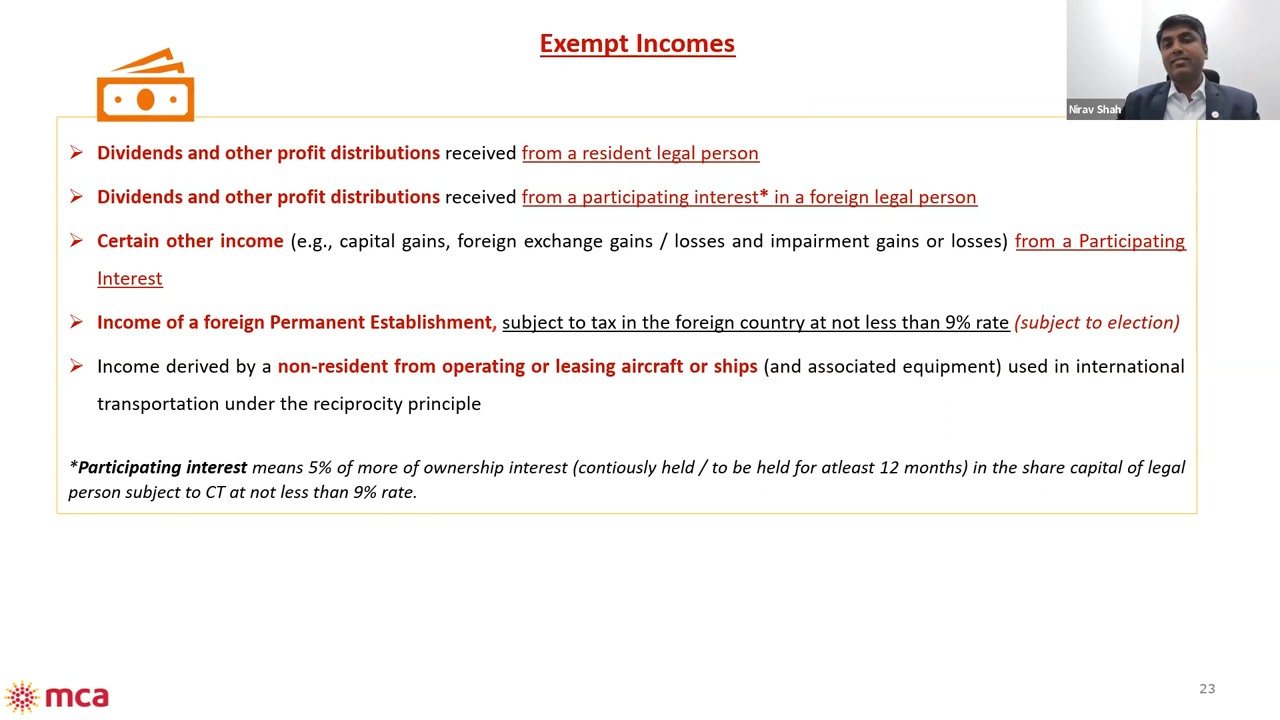 Exempt Incomes
Nirav Shah
Dividends and other profit distributions received from a resident legal person
Dividends and other profit distributions received from a participating interest* in a foreign legal person
Certain other income (e.g., capital gains, foreign exchange gains / losses and impairment gains or losses) from a Participating
Interest
Income of a foreign Permanent Establishment, subject to tax in the foreign country at not less than 9% rate (subject to election)
Income derived by a non-resident from operating or leasing aircraft or ships (and associated equipment) used in international
transportation under the reciprocity principle
*Participating interest means 5% of more of ownership interest (contiously held / to be held for atleast 12 months) in the share capital of legal
person subject to CT at not less than 9% rate.
mca
23